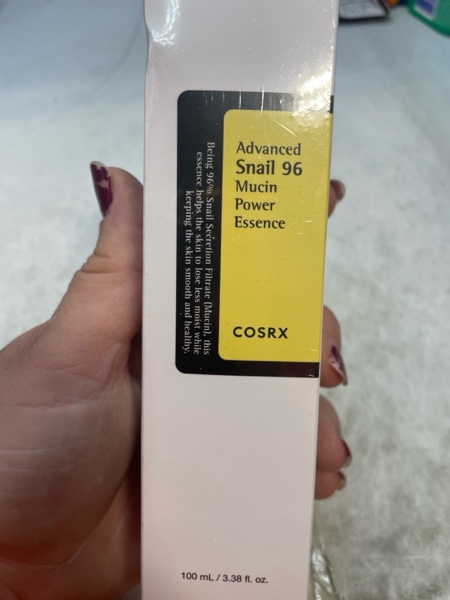 Advanced
Snail 96
Mucin
Power
Essence
COSRX
Being 96% Snail Secretion Filtrate (Mucin), this
essence helps the skin to lose less moist while
keeping the skin smooth and healthy.
100 mL / 3.38 fl. oz.